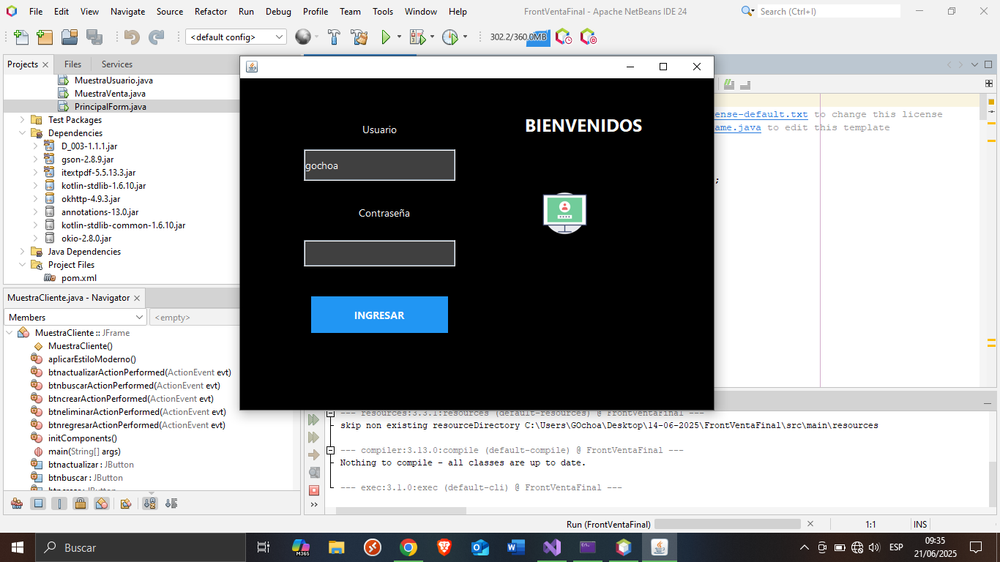 File Edit View Navigate Source Refactor Run Debug Profile Team Tools Window Help
FrontVentaFinal - Apache NetBeans IDE 24
Search (Ctrl+I)
<default config>
302.2/360.0MB
Projects
Files
Services
MuestraUsuario.java
MuestraVenta.java
PrincipalForm.java
Test Packages
Dependencies
D_003-1.1.1.jar
gson-2.8.9.jar
itextpdf-5.5.13.3.jar
kotlin-stdlib-1.6.10.jar
okhttp-4.9.3.jar
annotations-13.0.jar
kotlin-stdlib-common-1.6.10.jar
okio-2.8.0.jar
Java Dependencies
Project Files
pom.xml
MuestraCliente.java - Navigator
Members
<empty>
MuestraCliente :: JFrame
MuestraCliente()
aplicarEstiloModerno()
btnactualizarActionPerformed(ActionEvent evt)
btnbuscarActionPerformed(ActionEvent evt)
btncrearActionPerformed(ActionEvent evt)
btneliminarActionPerformed(ActionEvent evt)
btnregresarActionPerformed(ActionEvent evt)
initComponents()
main(String[] args)
btnactualizar : JButton
btnbuscar : JButton
btncrear : JButton
Usuario
gochoa
Contraseña
INGRESAR
BIENVENIDOS
ense-default.txt to change this license
ame.java to edit this template
;
--- resources:3.3.1:resources (default-resources) @ FrontVentaFinal ---
skip non existing resourceDirectory C:\Users\GOchoa\Desktop\14-06-2025\FrontVentaFinal\src\main\resources
--- compiler:3.13.0:compile (default-compile) @ FrontVentaFinal ---
Nothing to compile - all classes are up to date.
--- exec:3.1.0:exec (default-cli) @ FrontVentaFinal ---
Run (FrontVentaFinal)
1:1
INS
Buscar
M365
ESP
09:35
21/06/2025